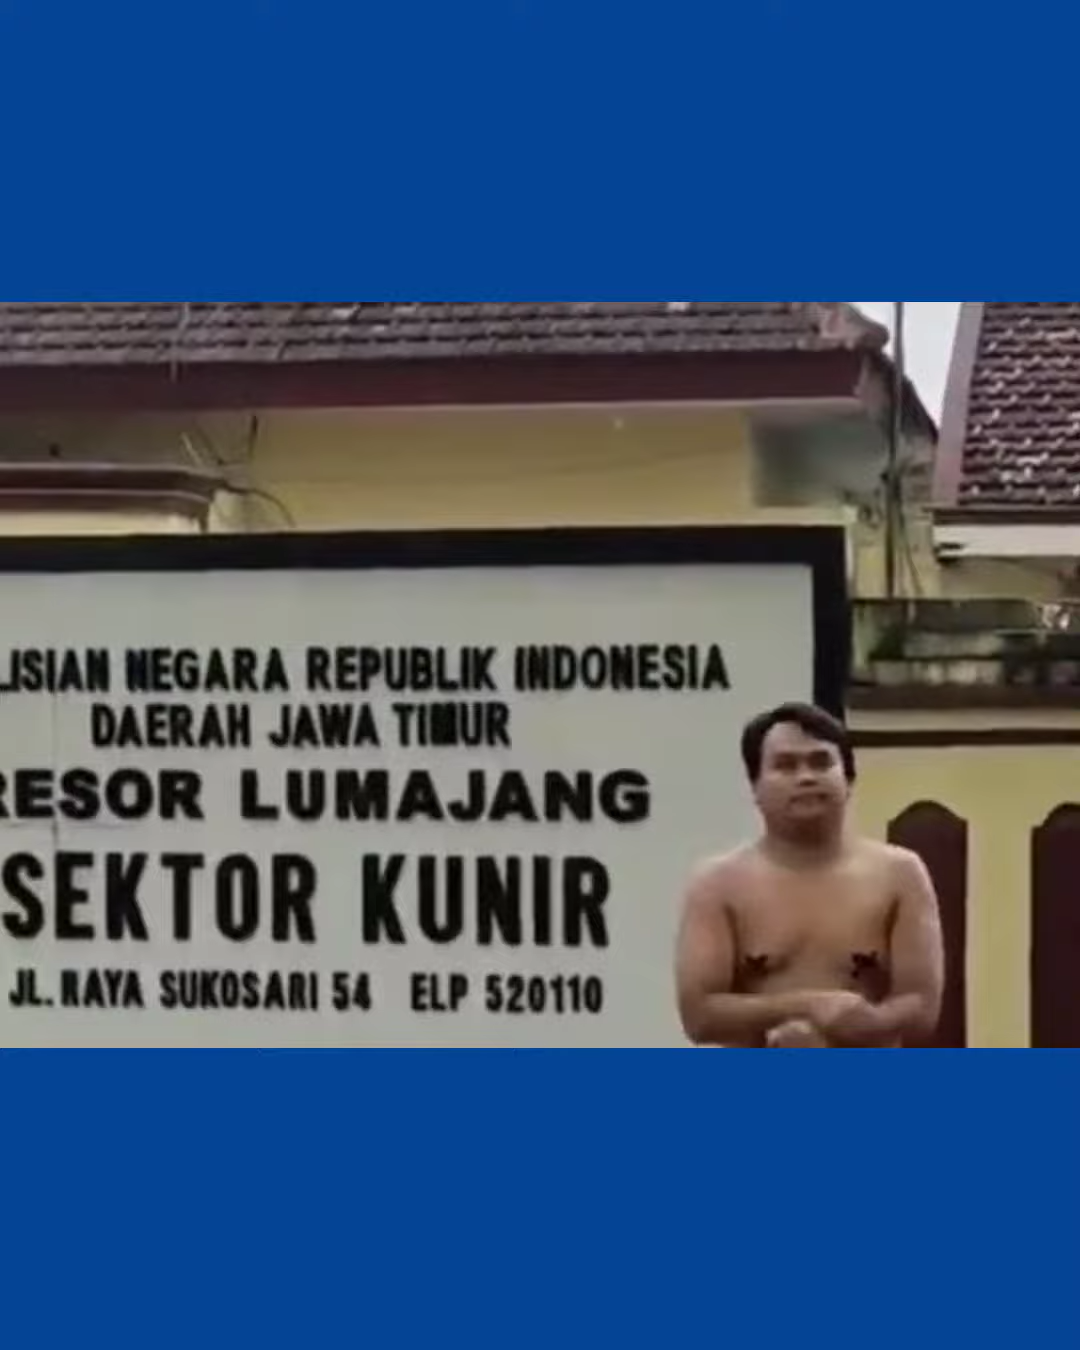 LISIAN NEGARA REPUBLIK INDONESIA
DAERAH JAWA TIMUR
RESOR LUMAJANG
SEKTOR KUNIR
JL. RAYA SUKOSARI 54 ELP 520110